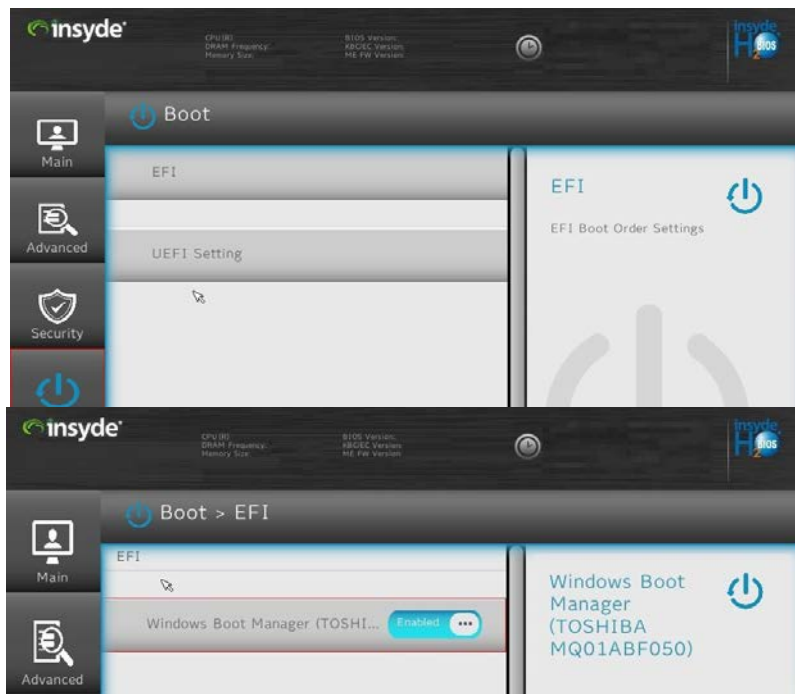 insyde
CPU(R)
DRAM Frequency:
Memory Size:
BIOS Version:
KBC/EC Version:
ME FW Version:
insyde
H2O BIOS
Boot
Main
EFI
EFI
EFI Boot Order Settings
Advanced
UEFI Setting
Security
insyde
CPU(R)
DRAM Frequency:
Memory Size:
BIOS Version:
KBC/EC Version:
ME FW Version:
insyde
H2O BIOS
Boot > EFI
Main
EFI
Windows Boot Manager (TOSHI...
Enabled
Windows Boot
Manager
(TOSHIBA
MQ01ABF050)
Advanced